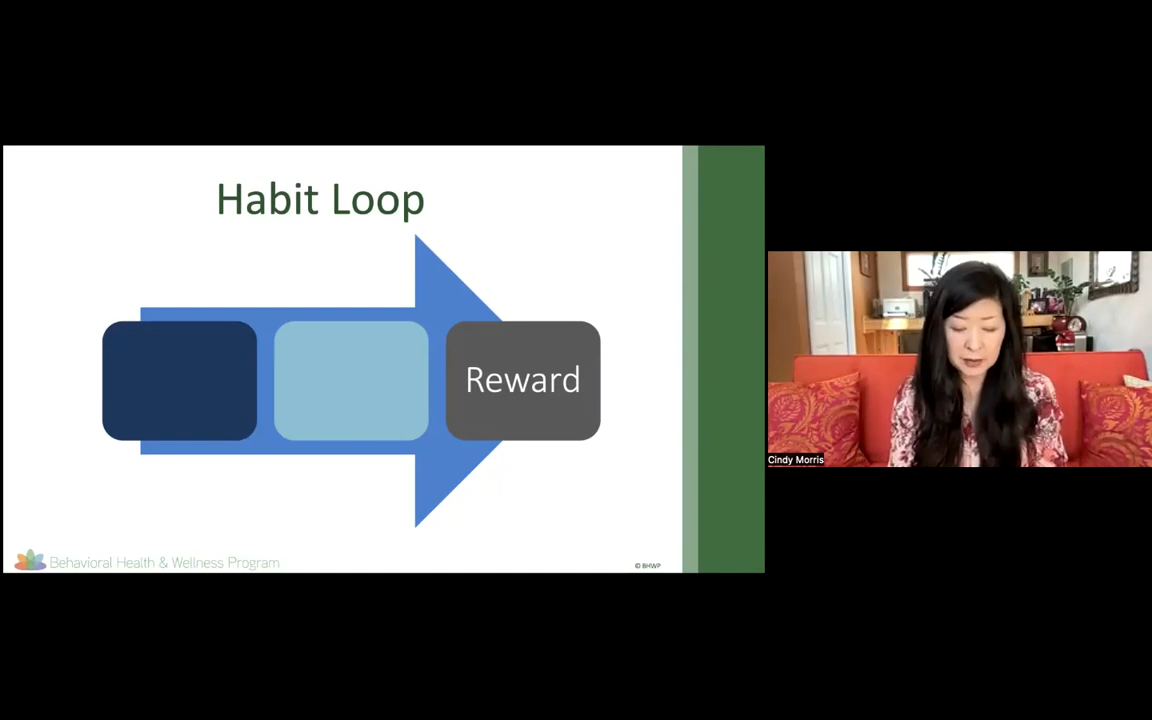 Habit Loop
Reward
Behavioral Health & Wellness Program
© BHWP
Cindy Morris